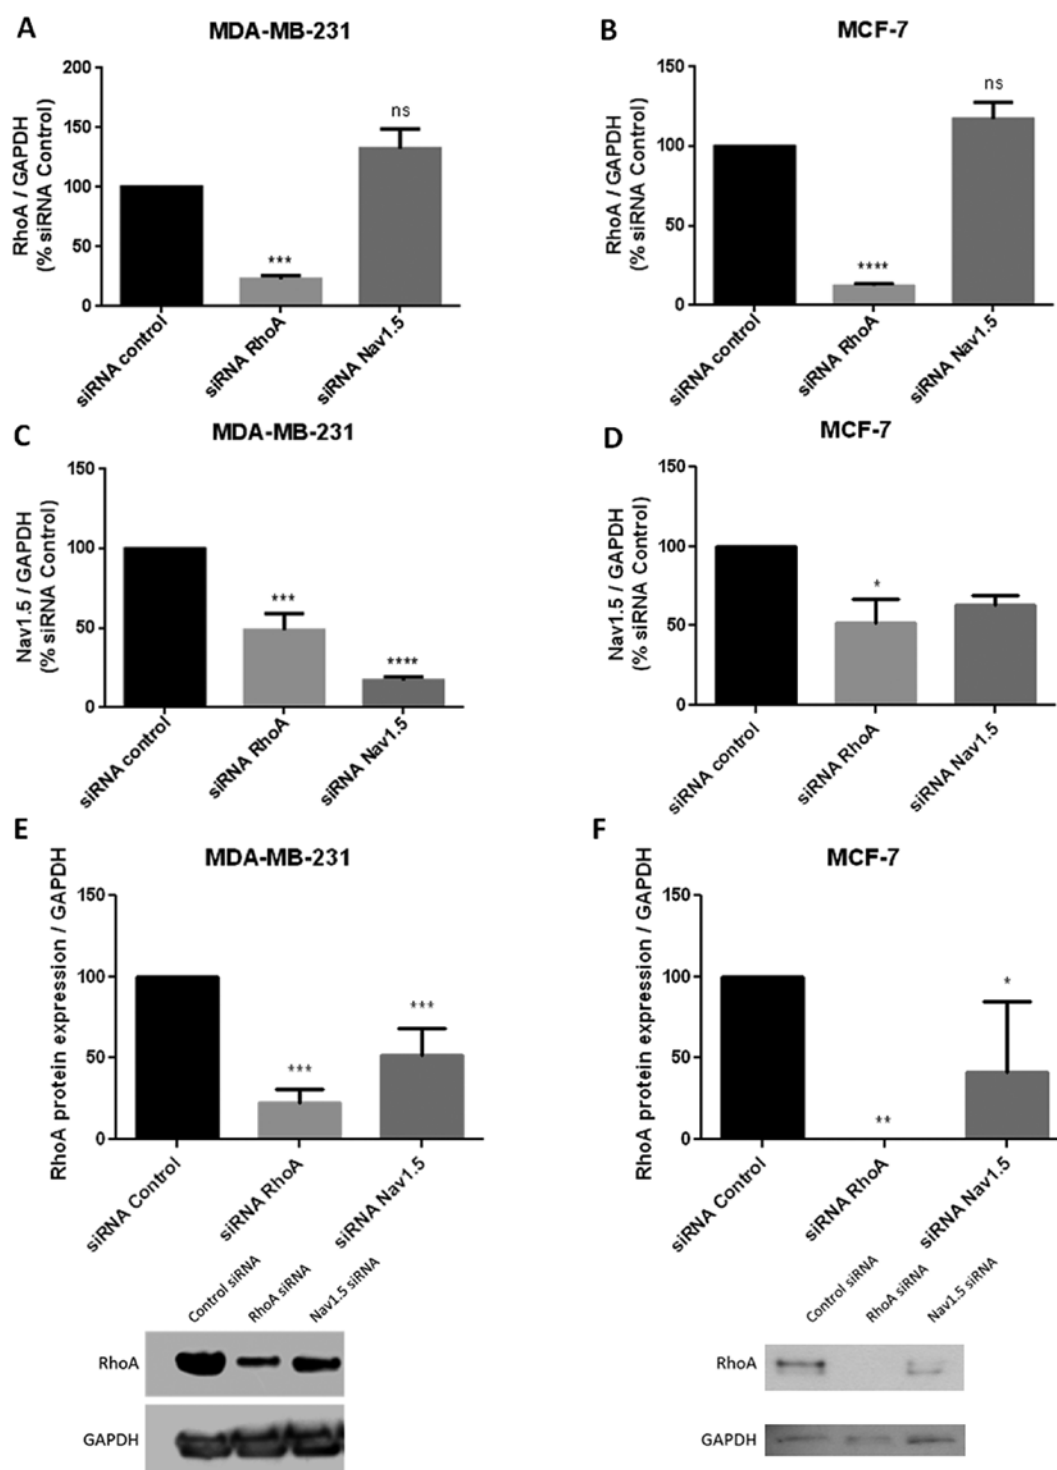 A
MDA-MB-231
RhoA / GAPDH
(% siRNA Control)
200
150
100
50
0
ns
***
siRNA control
siRNA RhoA
siRNA Nav1.5
B
MCF-7
RhoA / GAPDH
(% siRNA Control)
150
100
50
0
ns
****
siRNA control
siRNA RhoA
siRNA Nav1.5
C
MDA-MB-231
Nav1.5 / GAPDH
(% siRNA Control)
150
100
50
0
***
****
siRNA control
siRNA RhoA
siRNA Nav1.5
D
MCF-7
Nav1.5 / GAPDH
(% siRNA Control)
150
100
50
0
*
siRNA control
siRNA RhoA
siRNA Nav1.5
E
MDA-MB-231
RhoA protein expression / GAPDH
150
100
50
0
***
***
siRNA Control
siRNA RhoA
siRNA Nav1.5
Control siRNA
RhoA siRNA
Nav1.5 siRNA
RhoA
GAPDH
F
MCF-7
RhoA protein expression / GAPDH
150
100
50
0
**
*
siRNA Control
siRNA RhoA
siRNA Nav1.5
Control siRNA
RhoA siRNA
Nav1.5 siRNA
RhoA
GAPDH